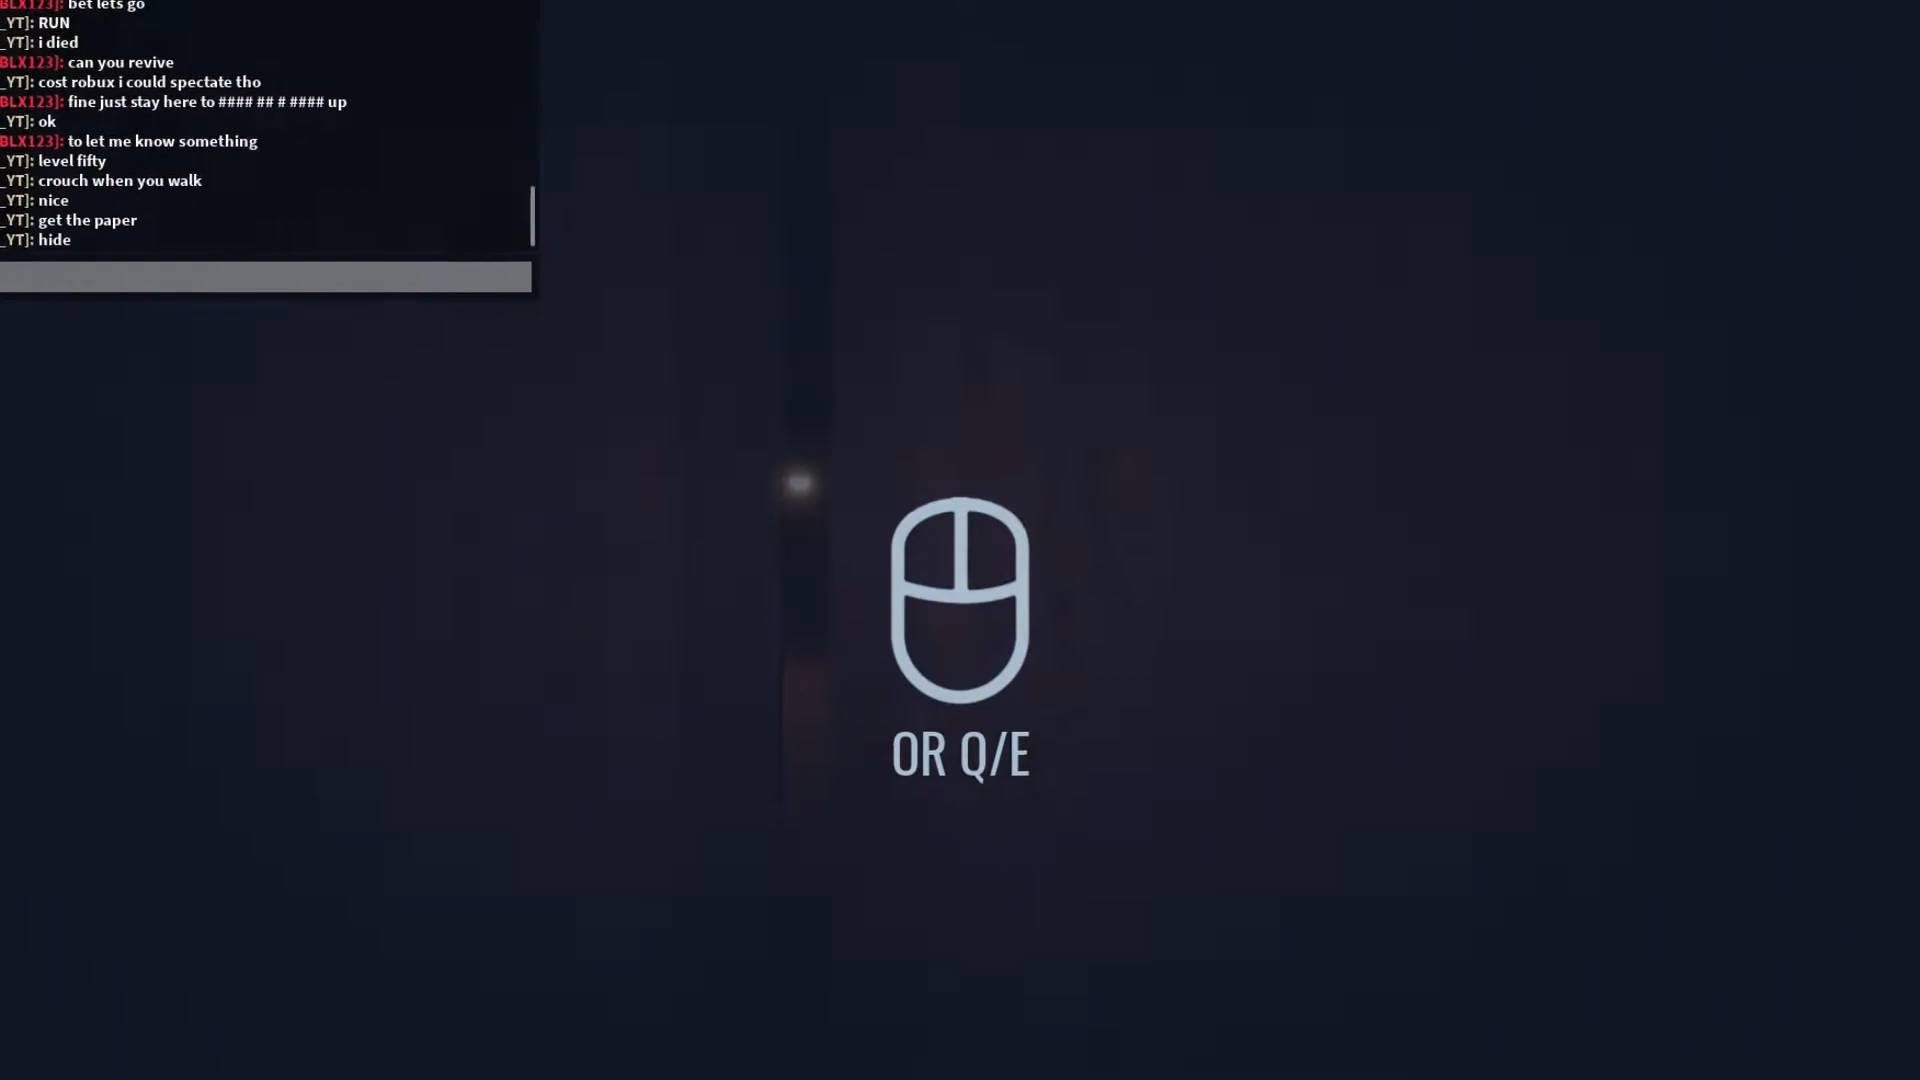 BLX123]: bet lets go
_YT]: RUN
_YT]: i died
BLX123]: can you revive
_YT]: cost robux i could spectate tho
BLX123]: fine just stay here to #### ## # #### up
_YT]: ok
BLX123]: to let me know something
_YT]: level fifty
_YT]: crouch when you walk
_YT]: nice
_YT]: get the paper
_YT]: hide
OR Q/E